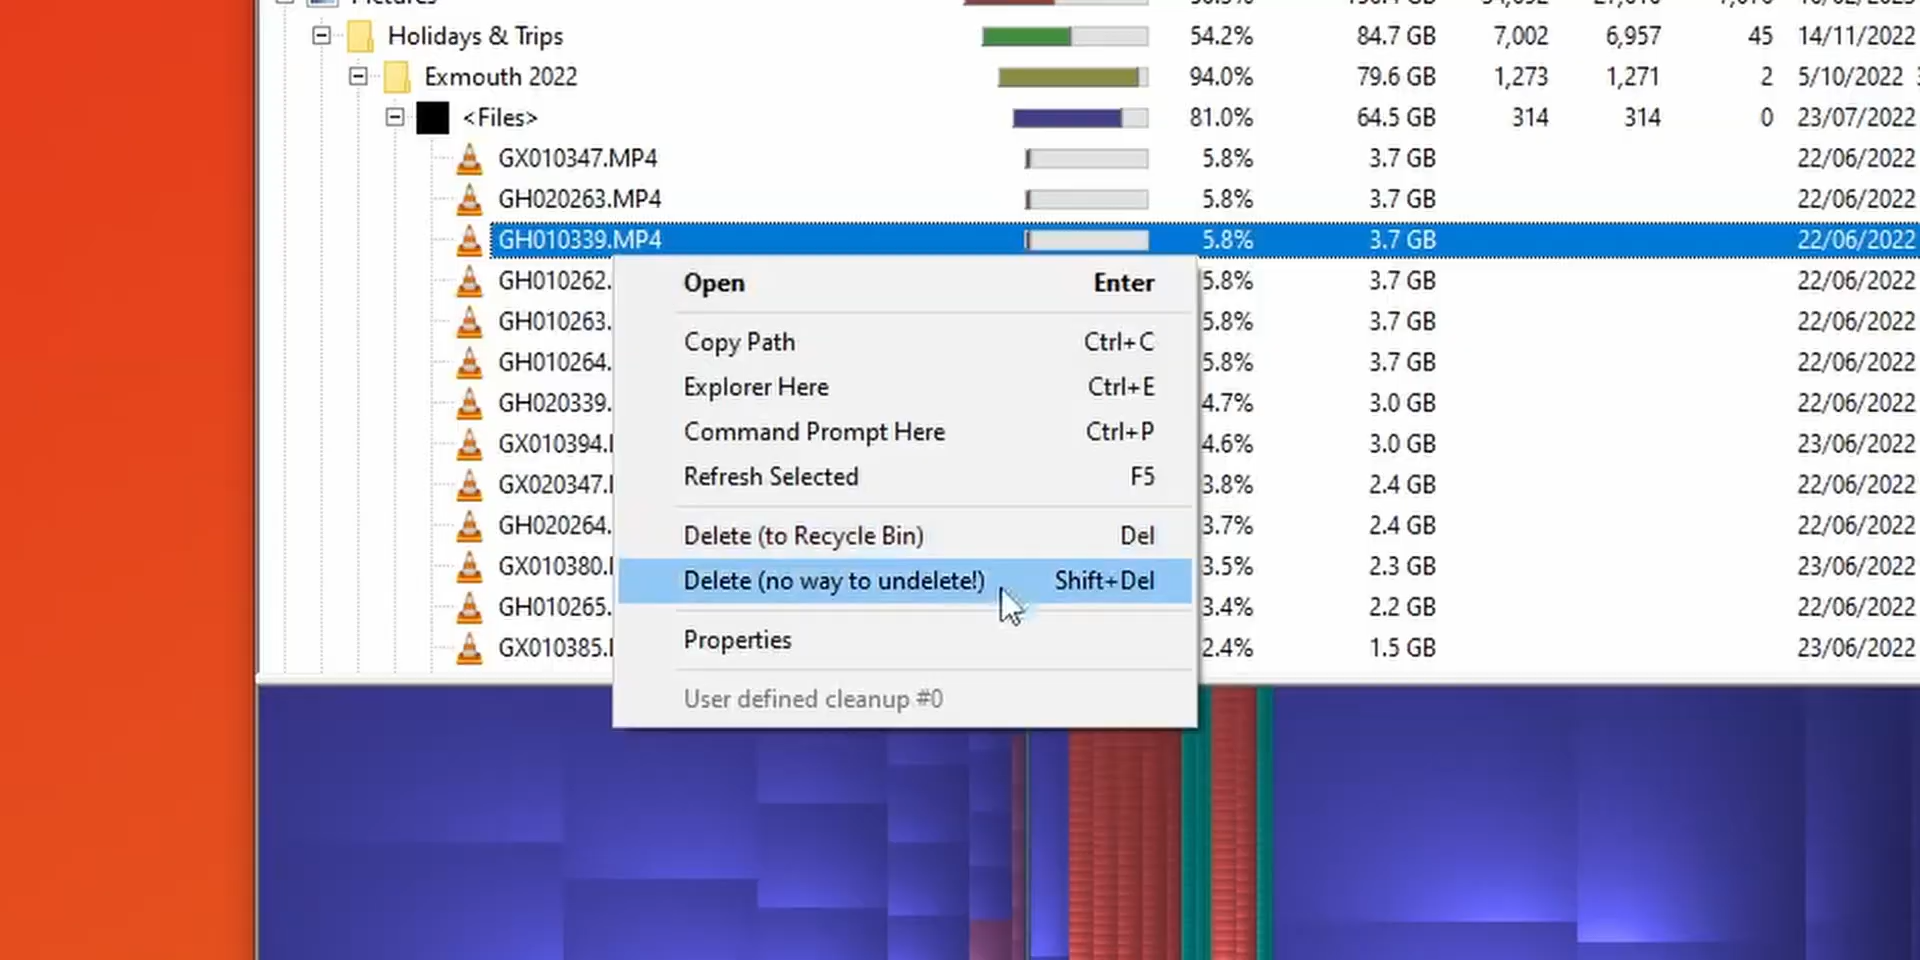 Holidays & Trips 54.2% 84.7 GB 7,002 6,957 45 14/11/2022
Exmouth 2022 94.0% 79.6 GB 1,273 1,271 2 5/10/2022
<Files> 81.0% 64.5 GB 314 314 0 23/07/2022
GX010347.MP4 5.8% 3.7 GB 22/06/2022
GH020263.MP4 5.8% 3.7 GB 22/06/2022
GH010339.MP4 5.8% 3.7 GB 22/06/2022
GH010262. 5.8% 3.7 GB 22/06/2022
GH010263. 5.8% 3.7 GB 22/06/2022
GH010264. 5.8% 3.7 GB 22/06/2022
GH020339. 4.7% 3.0 GB 22/06/2022
GX010394. 4.6% 3.0 GB 23/06/2022
GX020347. 3.8% 2.4 GB 22/06/2022
GH020264. 3.7% 2.4 GB 22/06/2022
GX010380. 3.5% 2.3 GB 23/06/2022
GH010265. 3.4% 2.2 GB 22/06/2022
GX010385. 2.4% 1.5 GB 23/06/2022
Open Enter
Copy Path Ctrl+C
Explorer Here Ctrl+E
Command Prompt Here Ctrl+P
Refresh Selected F5
Delete (to Recycle Bin) Del
Delete (no way to undelete!) Shift+Del
Properties
User defined cleanup #0